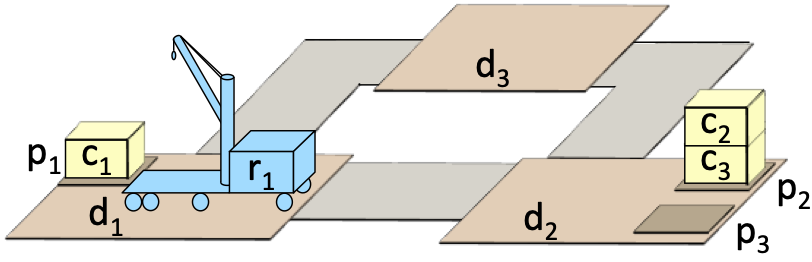 d₃
c₂
p₁ c₁
r₁
c₃
p₂
d₁
d₂
p₃